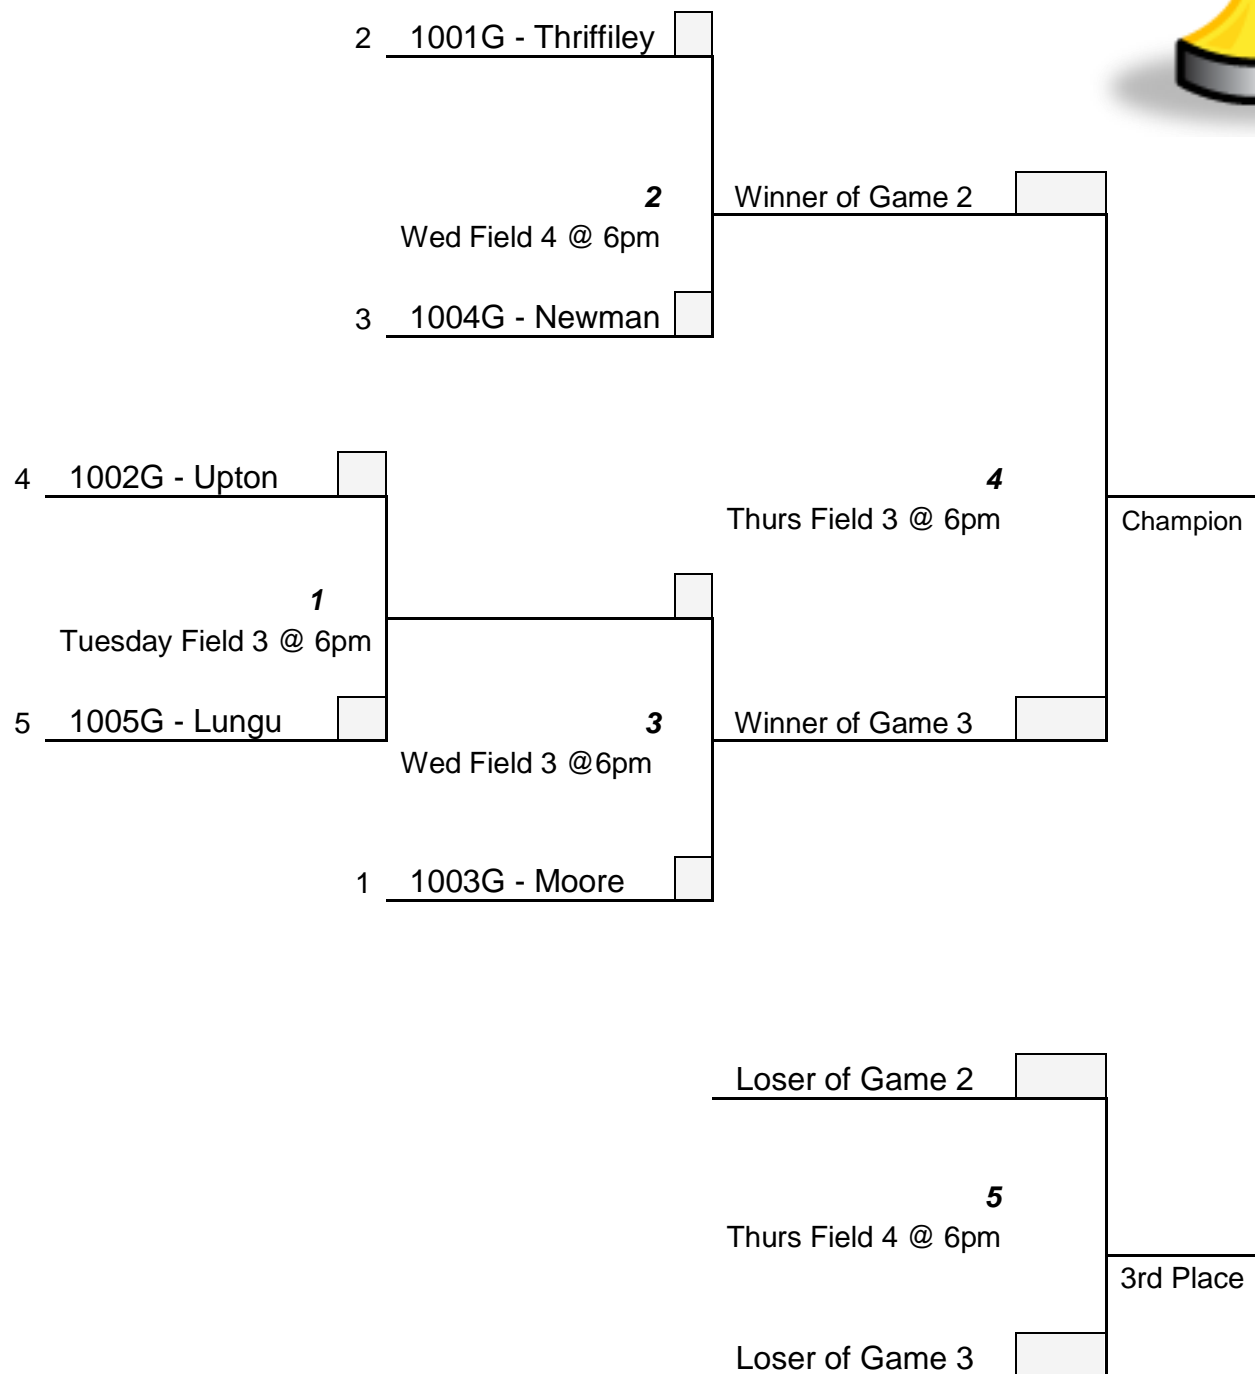 2 1001G - Thriffiley
2 Winner of Game 2
Wed Field 4 @ 6pm
3 1004G - Newman
4 1002G - Upton
4
Thurs Field 3 @ 6pm
Champion
1
Tuesday Field 3 @ 6pm
5 1005G - Lungu
3 Winner of Game 3
Wed Field 3 @6pm
1 1003G - Moore
Loser of Game 2
5
Thurs Field 4 @ 6pm
3rd Place
Loser of Game 3